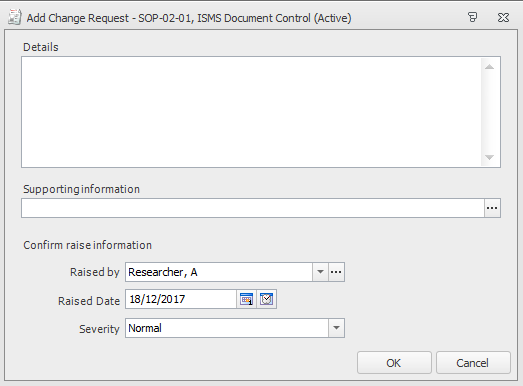 Add Change Request - SOP-02-01, ISMS Document Control (Active)
Details
Supporting information
Confirm raise information
Raised by Researcher, A
Raised Date 18/12/2017
Severity Normal
OK Cancel